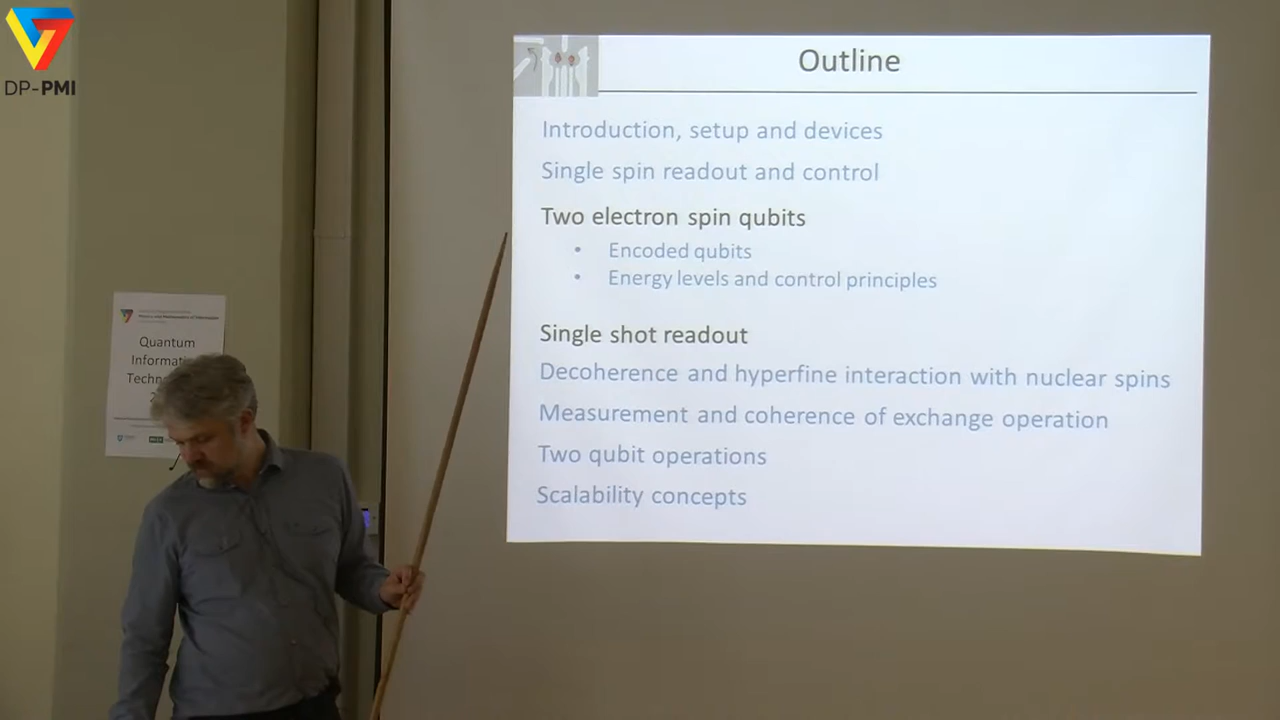 DP-PMI
Outline
Introduction, setup and devices
Single spin readout and control
Two electron spin qubits
• Encoded qubits
• Energy levels and control principles
Single shot readout
Decoherence and hyperfine interaction with nuclear spins
Measurement and coherence of exchange operation
Two qubit operations
Scalability concepts
Quantum